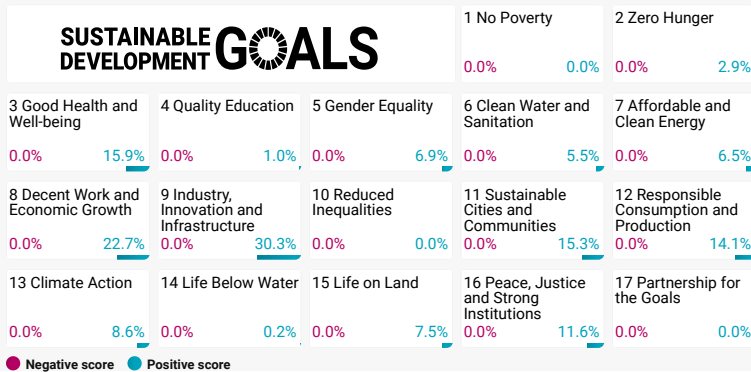 SUSTAINABLE
DEVELOPMENT GOALS
1 No Poverty
0.0% 0.0%
2 Zero Hunger
0.0% 2.9%
3 Good Health and
Well-being
0.0% 15.9%
4 Quality Education
0.0% 1.0%
5 Gender Equality
0.0% 6.9%
6 Clean Water and
Sanitation
0.0% 5.5%
7 Affordable and
Clean Energy
0.0% 6.5%
8 Decent Work and
Economic Growth
0.0% 22.7%
9 Industry,
Innovation and
Infrastructure
0.0% 30.3%
10 Reduced
Inequalities
0.0% 0.0%
11 Sustainable
Cities and
Communities
0.0% 15.3%
12 Responsible
Consumption and
Production
0.0% 14.1%
13 Climate Action
0.0% 8.6%
14 Life Below Water
0.0% 0.2%
15 Life on Land
0.0% 7.5%
16 Peace, Justice
and Strong
Institutions
0.0% 11.6%
17 Partnership for
the Goals
0.0% 0.0%
Negative score Positive score